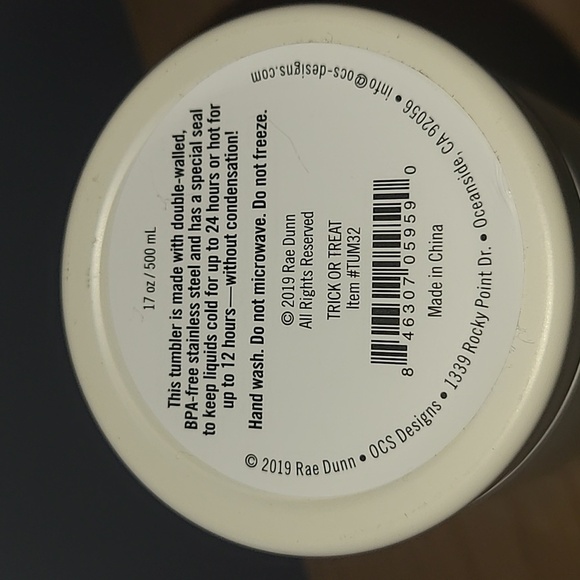 17 oz / 500 mL
This tumbler is made with double-walled,
BPA-free stainless steel and has a special seal
to keep liquids cold for up to 24 hours or hot for
up to 12 hours—without condensation!
Hand wash. Do not microwave. Do not freeze.
© 2019 Rae Dunn
All Rights Reserved
TRICK OR TREAT
Item #TUM32
8 46307 05959 0
Made in China
© 2019 Rae Dunn • OCS Designs • 1339 Rocky Point Dr. • Oceanside, CA 92056 • info@ocs-designs.com